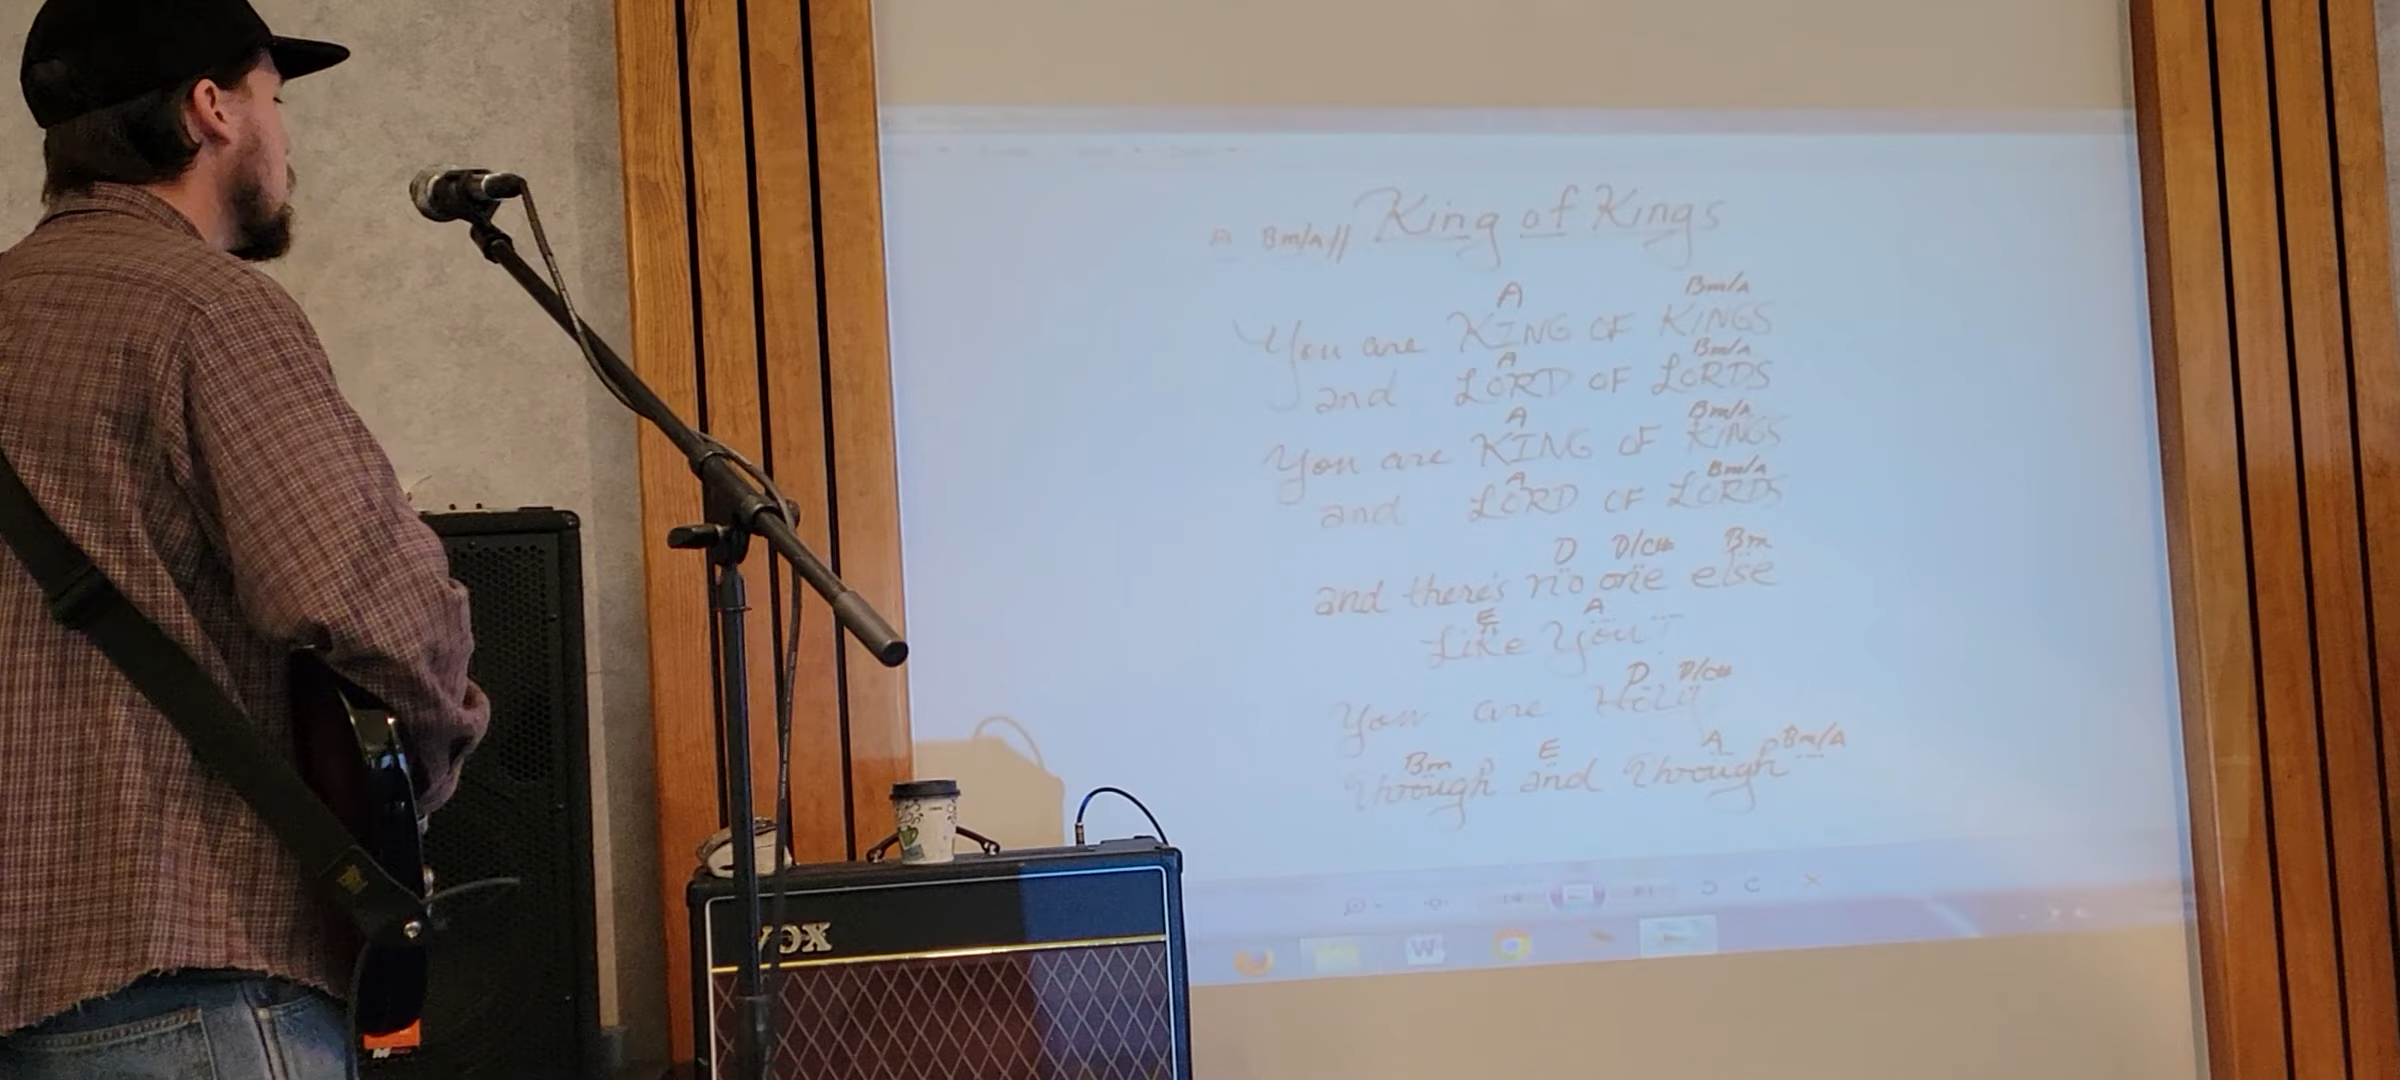 King of Kings
A Bm/A //
A Bm/A
You are KING OF KINGS
A Bm/A
and LORD OF LORDS
A Bm/A
You are KING OF KINGS
A Bm/A
and LORD OF LORDS
D D/C# Bm
and there's no one else
E A
Like You
D D/C#
You are Holy
Bm E A Bm/A
Through and Through
VOX
W